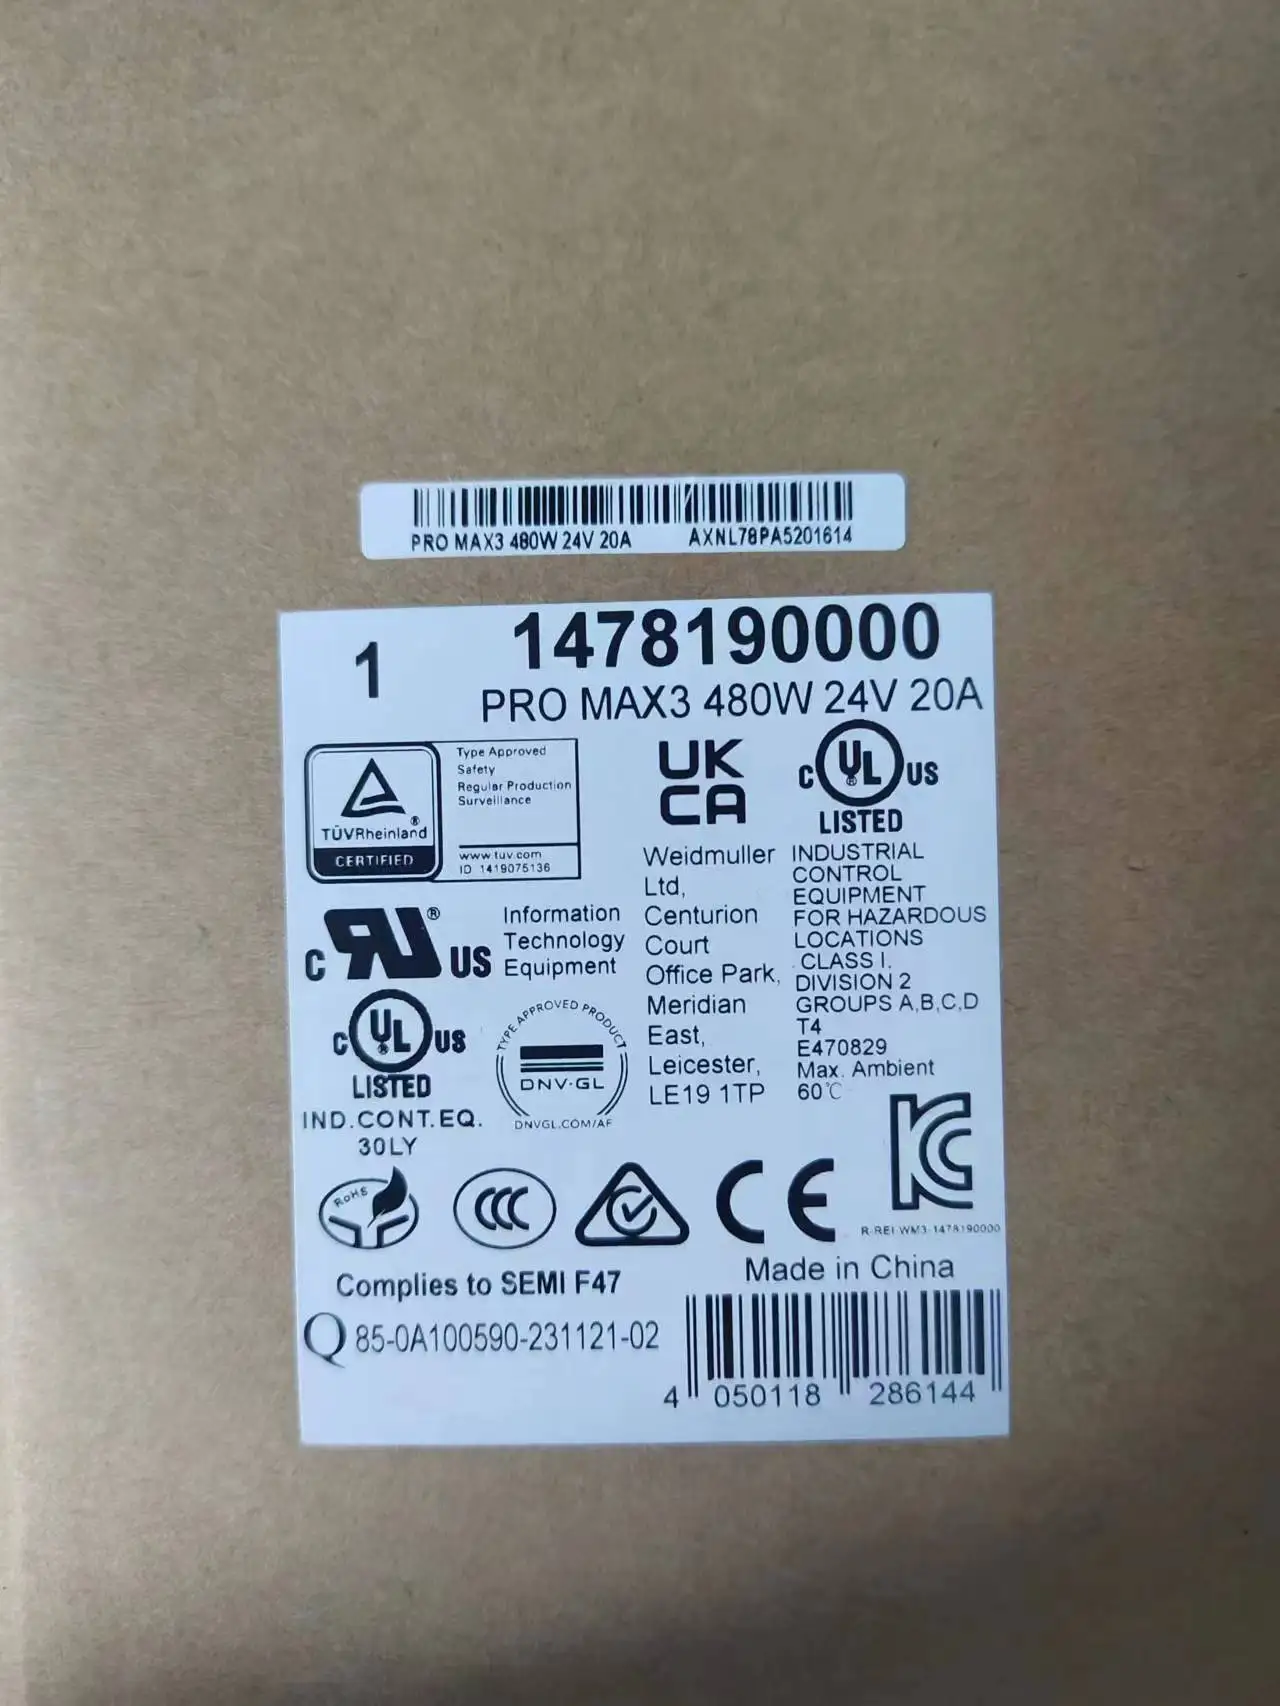 PRO MAX3 480W 24V 20A AXNL78PA5201614
1
1478190000
PRO MAX3 480W 24V 20A
TÜVRheinland®
CERTIFIED
Type Approved
Safety
Regular Production
Surveillance
www.tuv.com
ID 1419075136
UK
CA
Weidmuller
Ltd,
Centurion
Court
Office Park,
Meridian
East,
Leicester,
LE19 1TP
c UL® US
LISTED
INDUSTRIAL
CONTROL
EQUIPMENT
FOR HAZARDOUS
LOCATIONS
CLASS I.
DIVISION 2
GROUPS A,B,C,D
T4
E470829
Max. Ambient
60℃
c RU® US
Information
Technology
Equipment
c UL® US
LISTED
IND.CONT.EQ.
30LY
TYPE APPROVED PRODUCT
DNV·GL
DNVGL.COM/AF
RoHS
CCC
CE
KC
R-REI-WM3-1478190000
Complies to SEMI F47
Made in China
Q 85-0A100590-231121-02
4 050118 286144